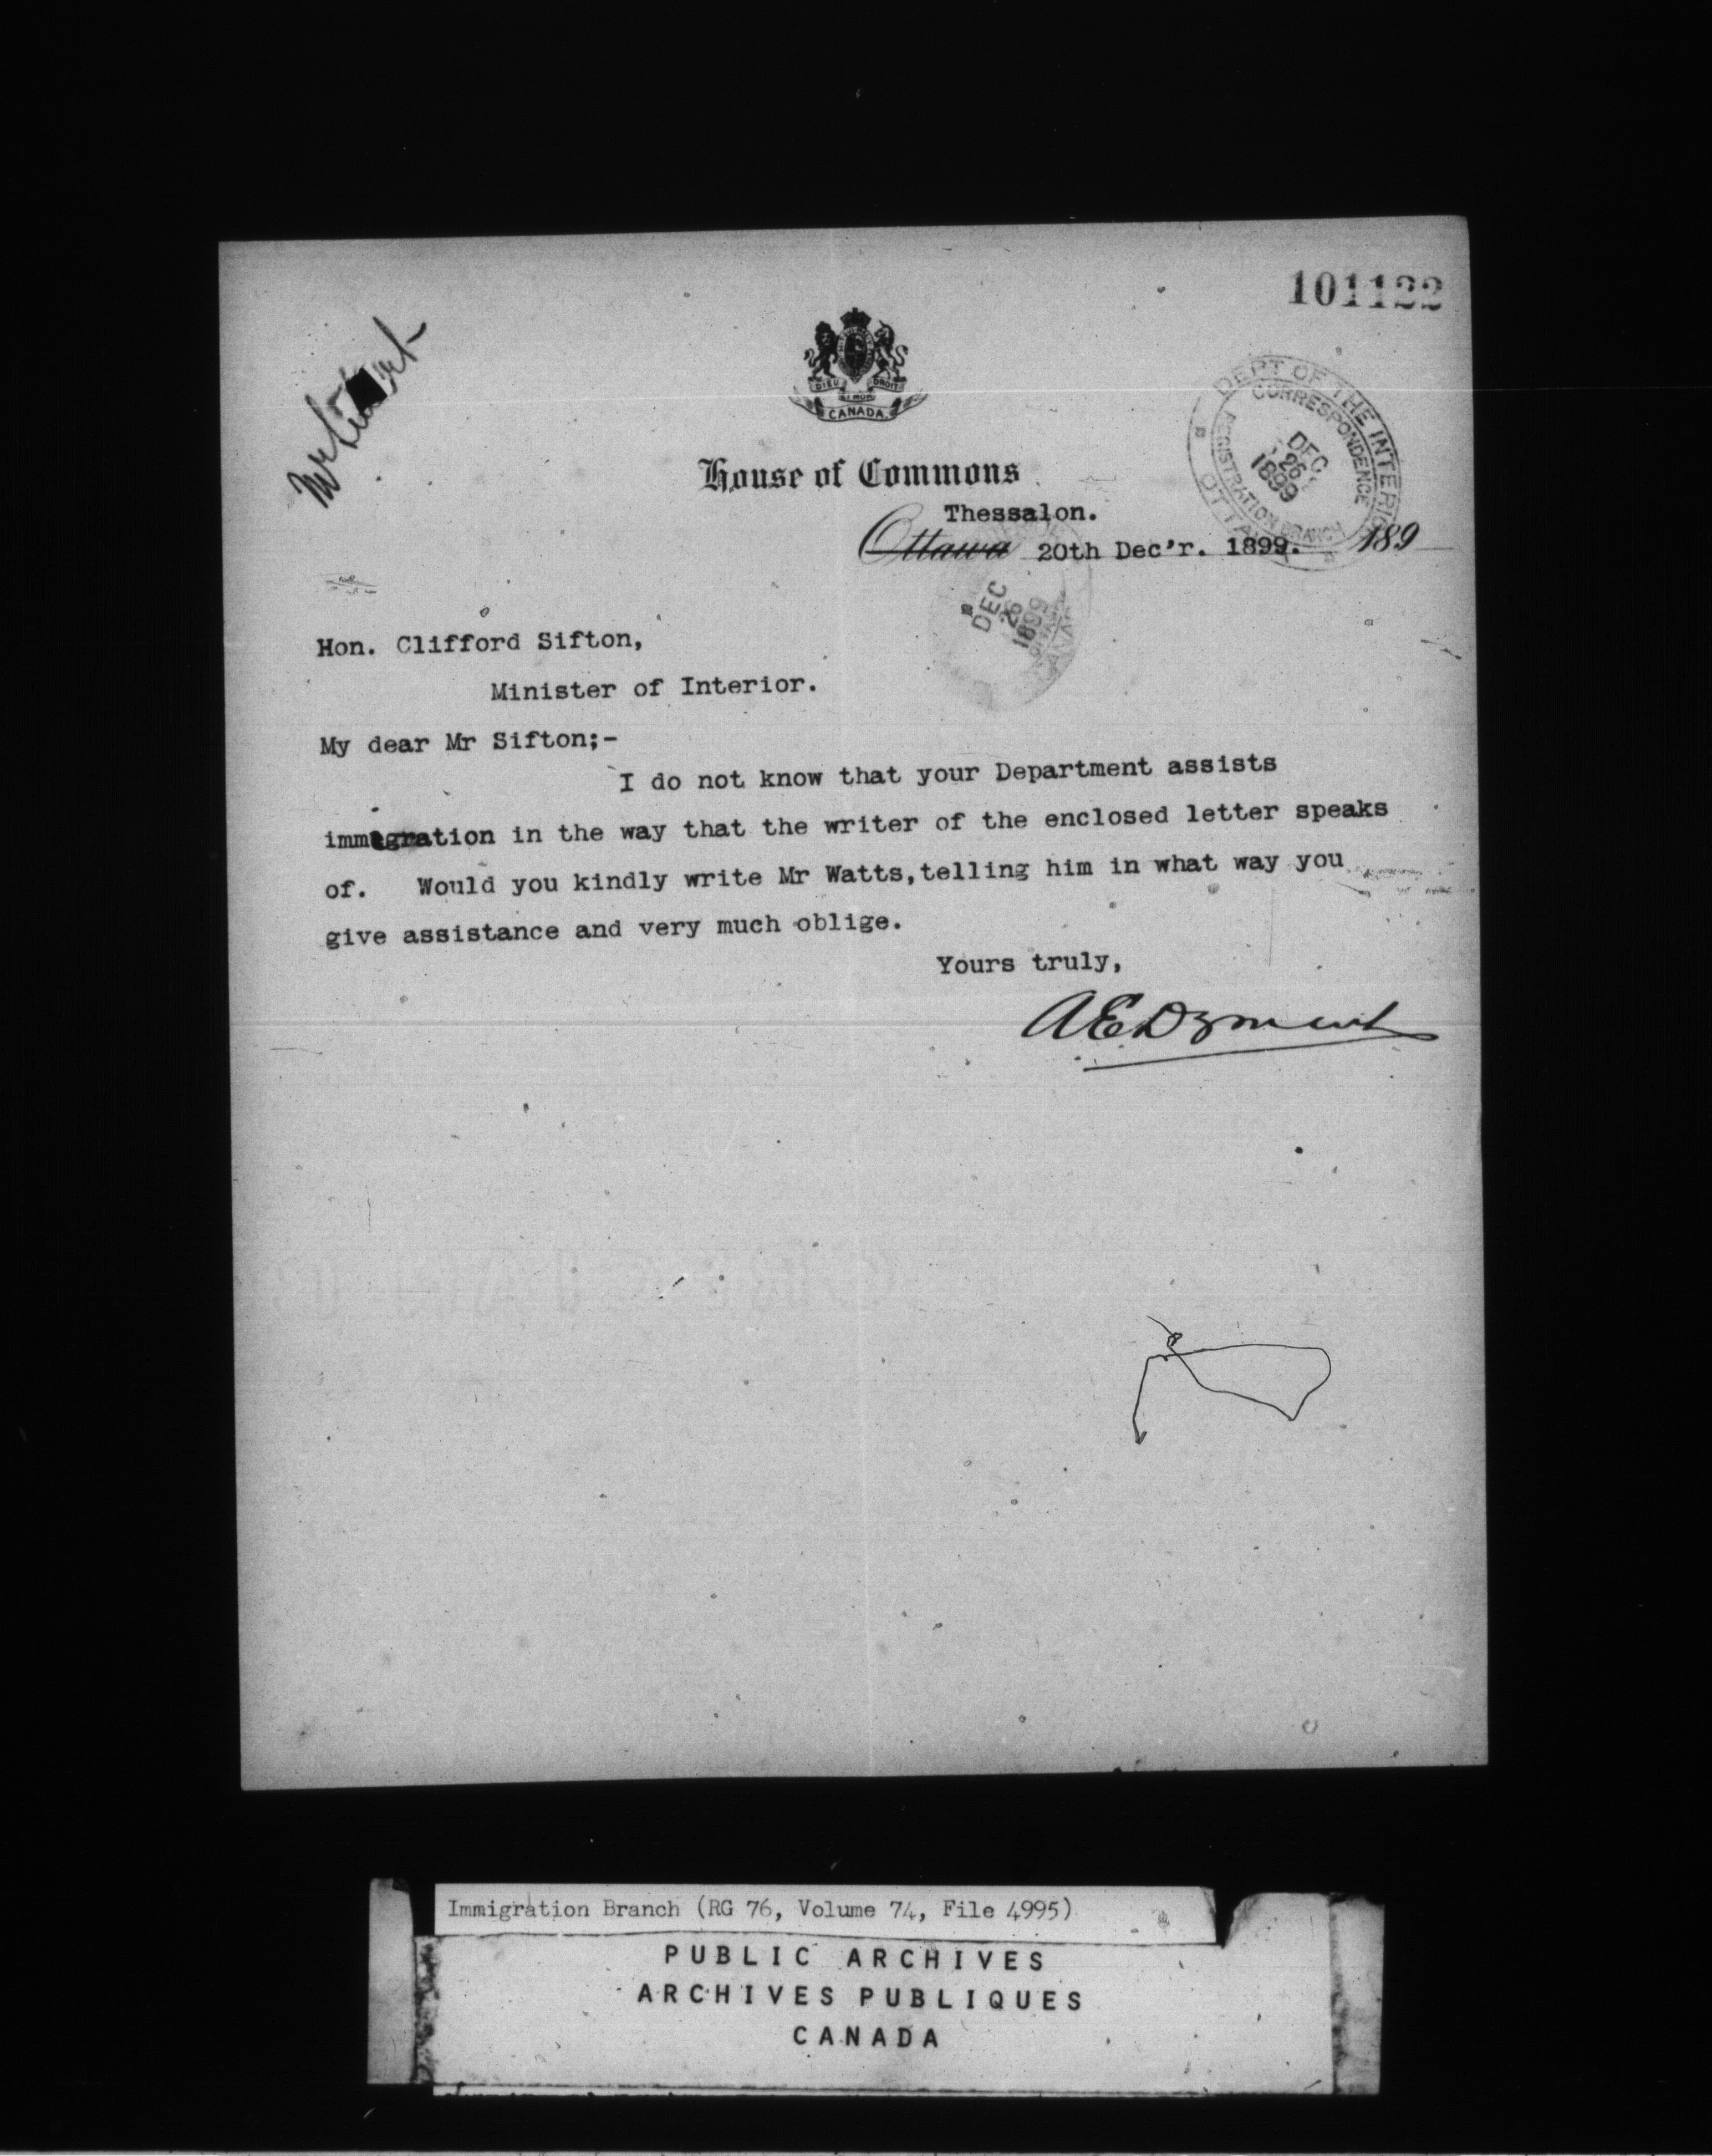 101122
DIEU ET MON DROIT
CANADA
House of Commons
DEPT OF THE INTERIOR
CORRESPONDENCE
REGISTRATION BRANCH
OTTAWA
DEC
26
1899
Thessalon.
Ottawa 20th Dec'r. 1899. 189
DEC
26
1899
Hon. Clifford Sifton,
Minister of Interior.
My dear Mr Sifton;-
I do not know that your Department assists
immigration in the way that the writer of the enclosed letter speaks
of. Would you kindly write Mr Watts,telling him in what way you
give assistance and very much oblige.
Yours truly,
A E Dyment
Immigration Branch (RG 76, Volume 74, File 4995)
PUBLIC ARCHIVES
ARCHIVES PUBLIQUES
CANADA